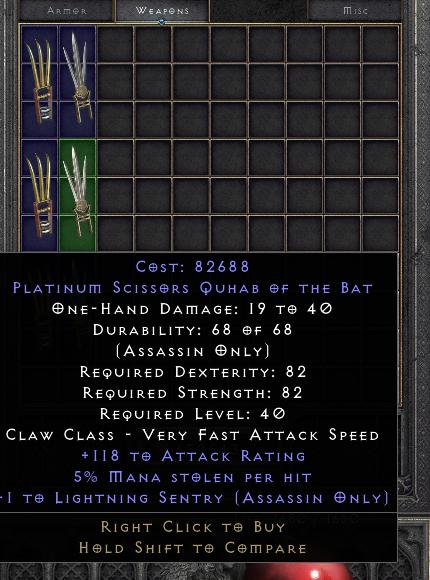 Armor
Weapons
Misc
Cost: 82688
Platinum Scissors Quhab of the Bat
One-Hand Damage: 19 to 40
Durability: 68 of 68
(Assassin Only)
Required Dexterity: 82
Required Strength: 82
Required Level: 40
Claw Class - Very Fast Attack Speed
+118 to Attack Rating
5% Mana stolen per hit
+1 to Lightning Sentry (Assassin Only)
Right Click to Buy
Hold Shift to Compare